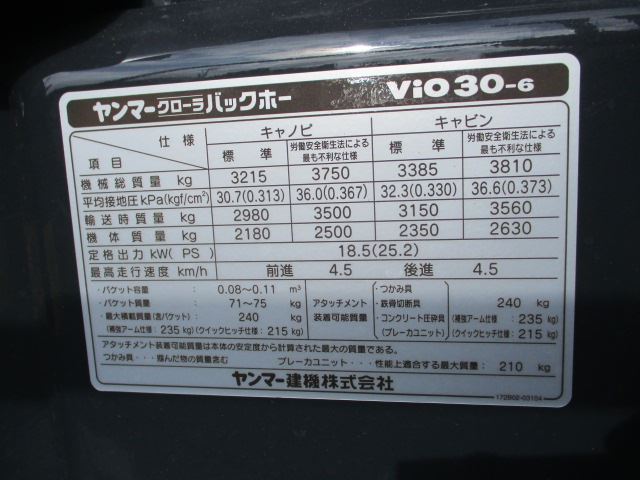 ヤンマークローラバックホー ViO30-6
仕様 キャノピ キャビン
項目 標準 労働安全衛生法による最も不利な仕様 標準 労働安全衛生法による最も不利な仕様
機械総質量 kg 3215 3750 3385 3810
平均接地圧 kPa(kgf/cm²) 30.7(0.313) 36.0(0.367) 32.3(0.330) 36.6(0.373)
輸送時質量 kg 2980 3500 3150 3560
機体質量 kg 2180 2500 2350 2630
定格出力 kW(PS) 18.5(25.2)
最高走行速度 km/h 前進 4.5 後進 4.5
・バケット容量 0.08〜0.11 m³
・バケット質量 71〜75 kg
・最大積載質量(含バケット) 240 kg
(補強アーム仕様:235 kg)(クイックヒッチ仕様:215 kg)
アタッチメント装着可能質量
・つかみ具
・鉄骨切断具 240 kg
・コンクリート圧砕具 (補強アーム仕様:235 kg)
(ブレーカユニット) (クイックヒッチ仕様:215 kg)
アタッチメント装着可能質量は本体の安定度から計算された最大の質量である。
つかみ具・・・掴んだ物の質量含む ブレーカユニット・・・性能上適合する最大質量:210 kg
ヤンマー建機株式会社
172B02-03104